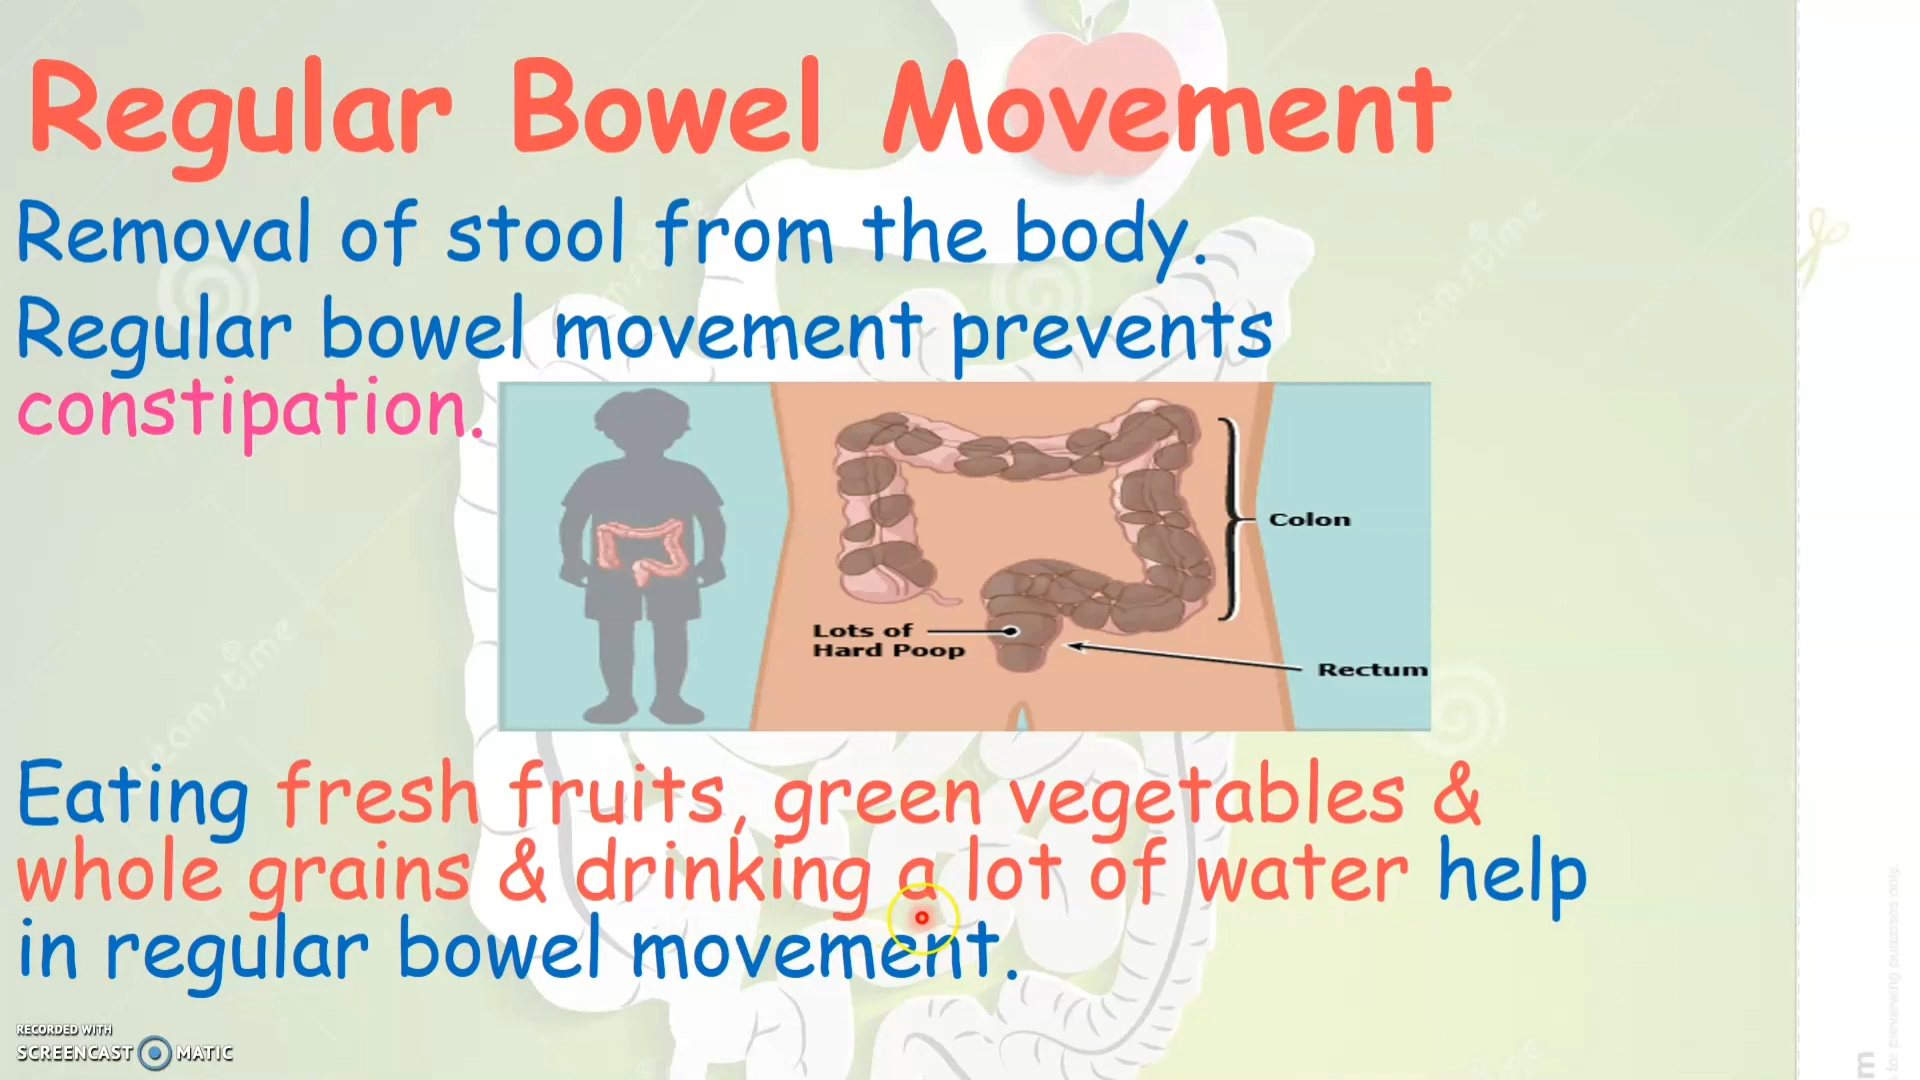 Regular Bowel Movement
Removal of stool from the body.
Regular bowel movement prevents
constipation.
Colon
Lots of
Hard Poop
Rectum
Eating fresh fruits, green vegetables &
whole grains & drinking a lot of water help
in regular bowel movement.
RECORDED WITH
SCREENCAST MATIC
dreamstime
dreamstime